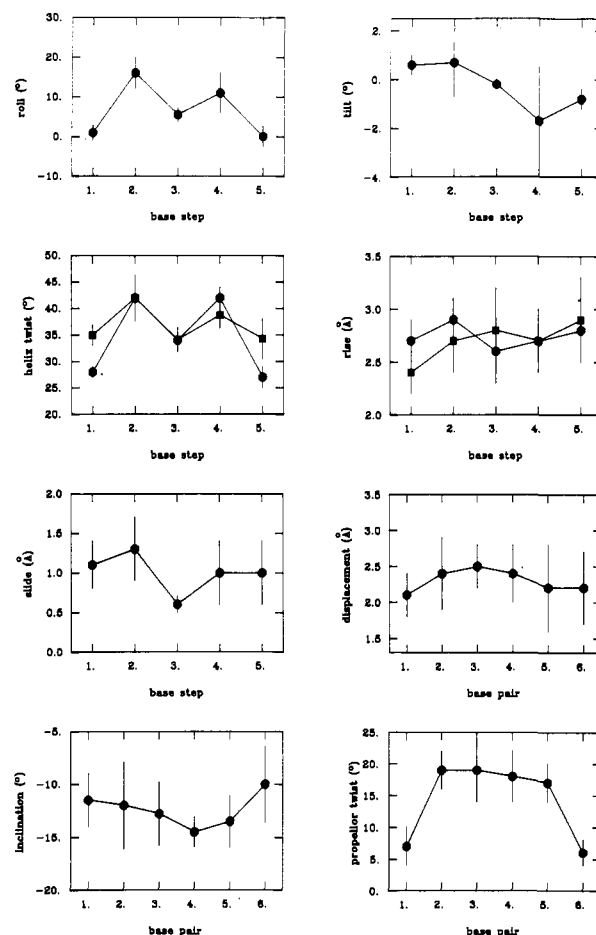 30.
20.
10.
0.
-10.
roll (°)
1. 2. 3. 4. 5.
base step
2.
0.
-2.
-4.
tilt (°)
1. 2. 3. 4. 5.
base step
50.
45.
40.
35.
30.
25.
20.
helix twist (°)
1. 2. 3. 4. 5.
base step
3.5
3.0
2.5
2.0
rise (Å)
1. 2. 3. 4. 5.
base step
2.0
1.5
1.0
0.5
0.0
slide (Å)
1. 2. 3. 4. 5.
base step
3.5
3.0
2.5
2.0
1.5
displacement (Å)
1. 2. 3. 4. 5. 6.
base pair
-5.
-10.
-15.
-20.
inclination (°)
1. 2. 3. 4. 5. 6.
base pair
25.
20.
15.
10.
5.
0.
propellor twist (°)
1. 2. 3. 4. 5. 6.
base pair